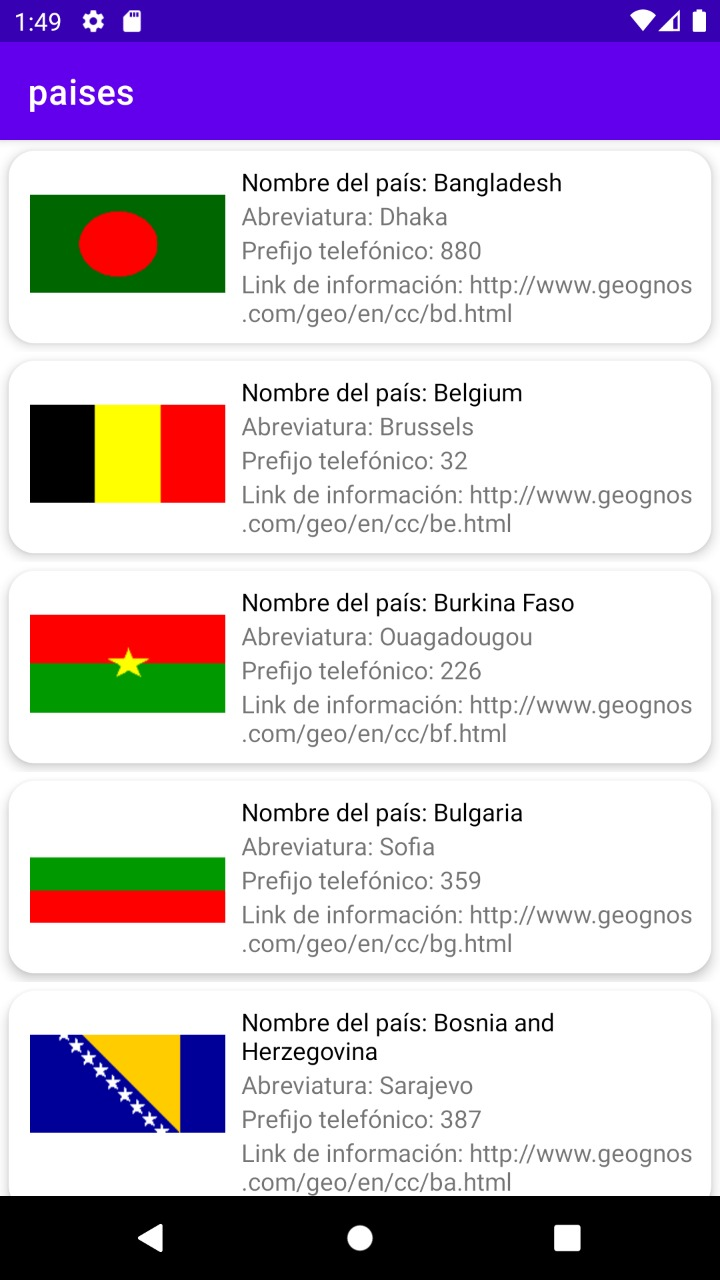 1:49
paises
Nombre del país: Bangladesh
Abreviatura: Dhaka
Prefijo telefónico: 880
Link de información: http://www.geognos
.com/geo/en/cc/bd.html
Nombre del país: Belgium
Abreviatura: Brussels
Prefijo telefónico: 32
Link de información: http://www.geognos
.com/geo/en/cc/be.html
Nombre del país: Burkina Faso
Abreviatura: Ouagadougou
Prefijo telefónico: 226
Link de información: http://www.geognos
.com/geo/en/cc/bf.html
Nombre del país: Bulgaria
Abreviatura: Sofia
Prefijo telefónico: 359
Link de información: http://www.geognos
.com/geo/en/cc/bg.html
Nombre del país: Bosnia and
Herzegovina
Abreviatura: Sarajevo
Prefijo telefónico: 387
Link de información: http://www.geognos
.com/geo/en/cc/ba.html